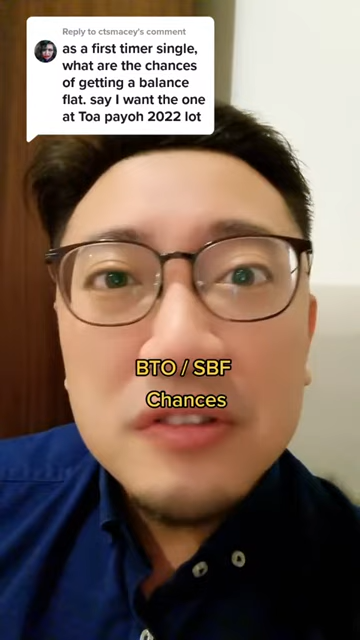 Reply to ctsmacey's comment
as a first timer single,
what are the chances
of getting a balance
flat. say I want the one
at Toa payoh 2022 lot
BTO / SBF
Chances